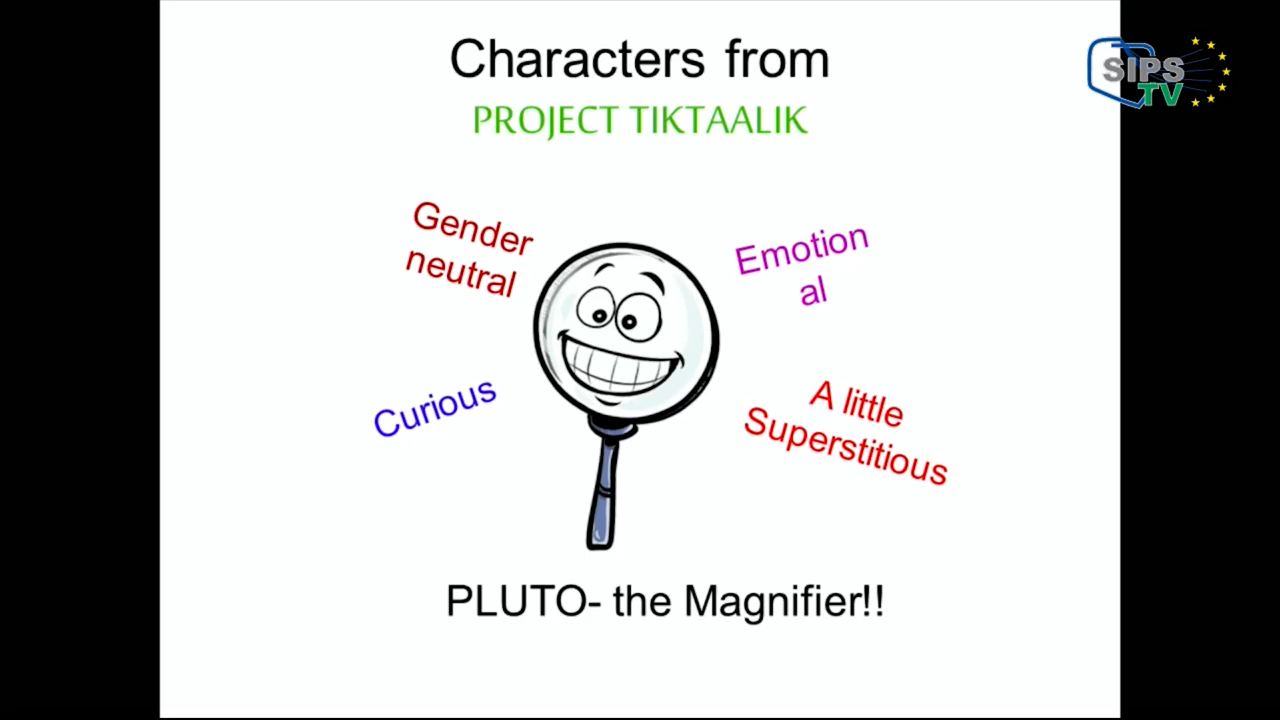 Characters from
PROJECT TIKTAALIK
SIPS
TV
Gender
neutral
Emotion
al
Curious
A little
Superstitious
PLUTO- the Magnifier!!